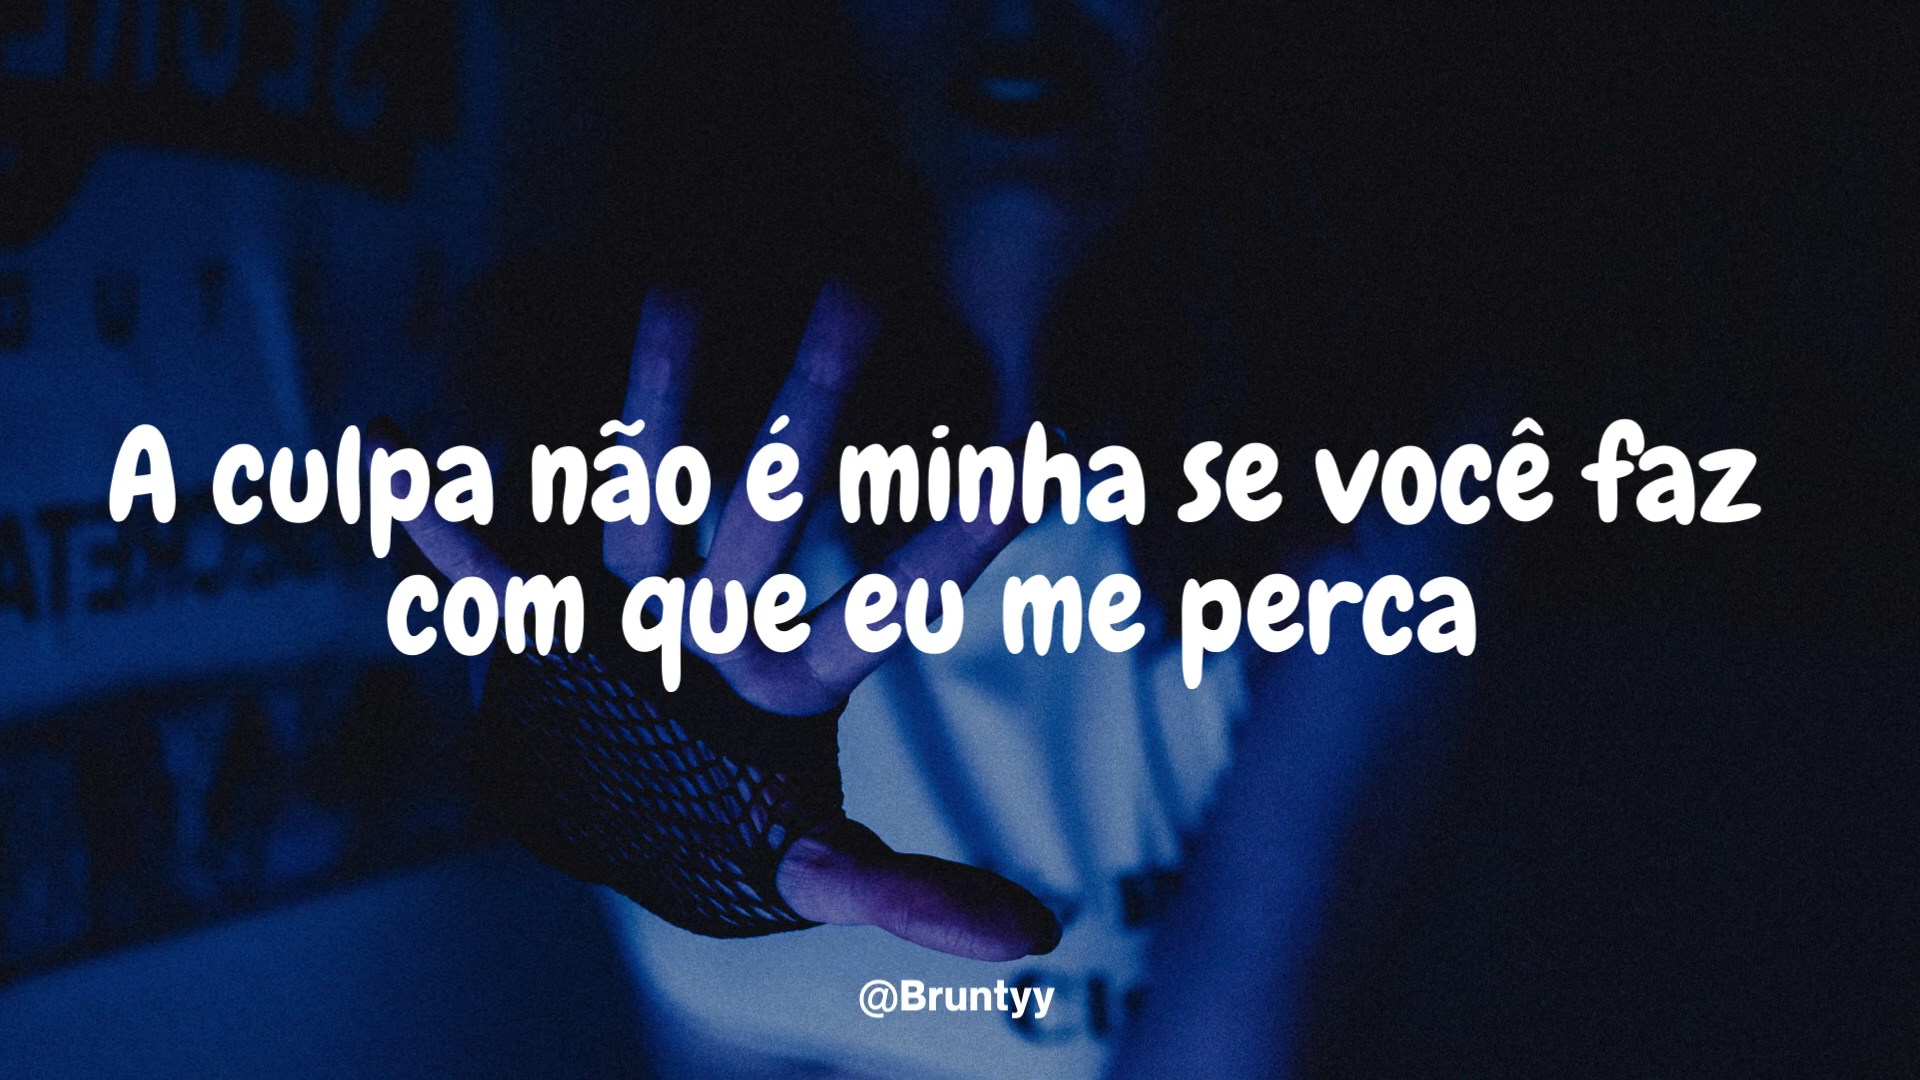 A culpa não é minha se você faz
com que eu me perca
@Bruntyy